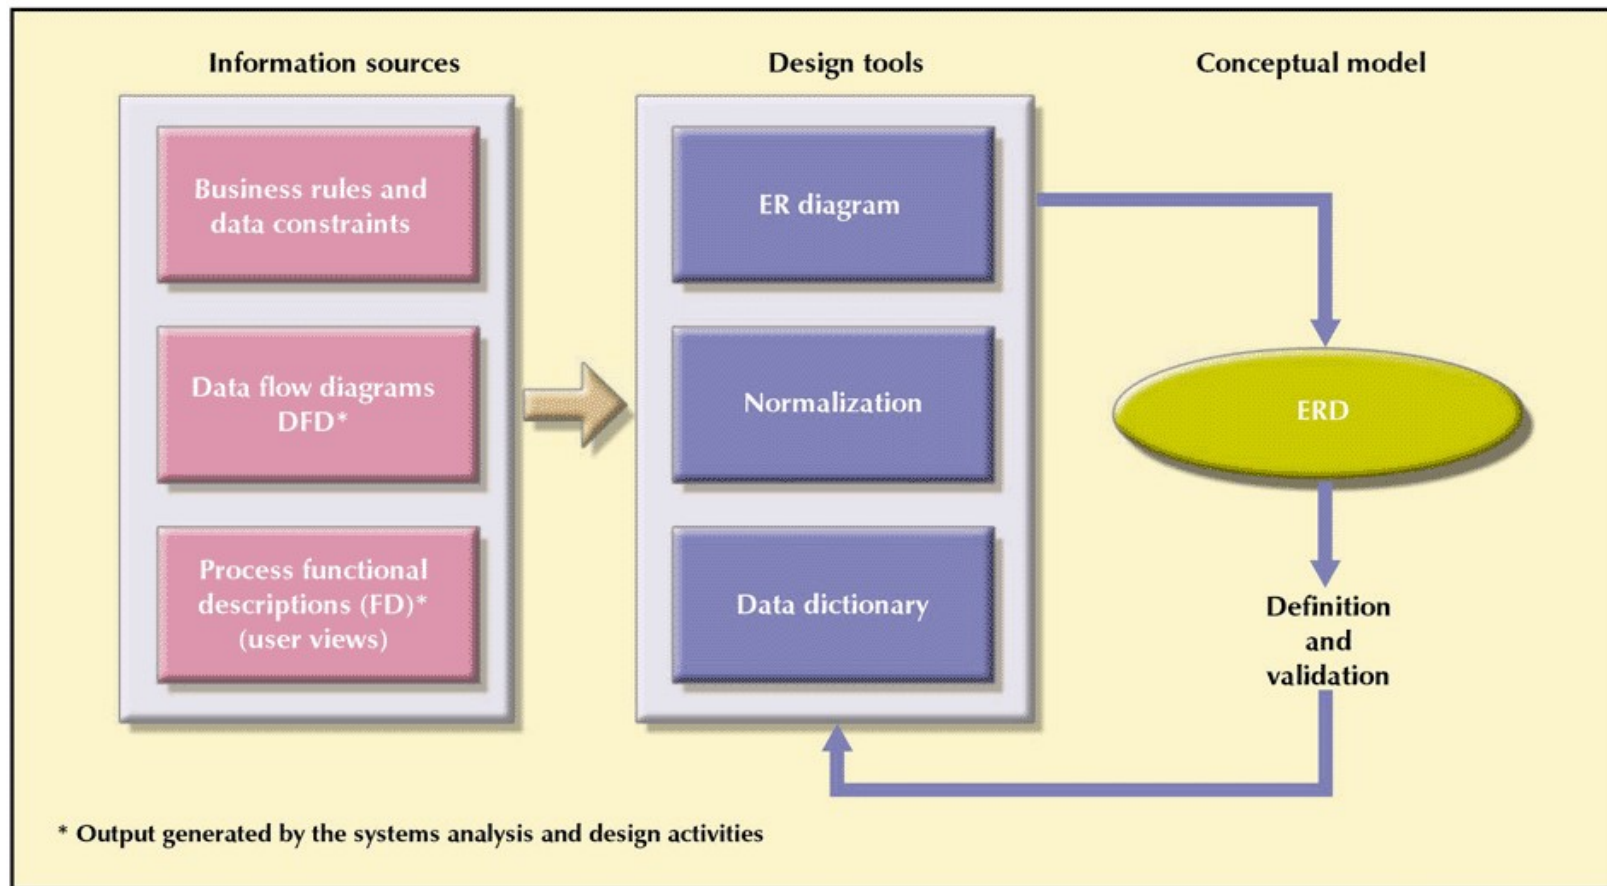 Information sources
Design tools
Conceptual model
Business rules and
data constraints
Data flow diagrams
DFD*
Process functional
descriptions (FD)*
(user views)
ER diagram
Normalization
Data dictionary
ERD
Definition
and
validation
* Output generated by the systems analysis and design activities